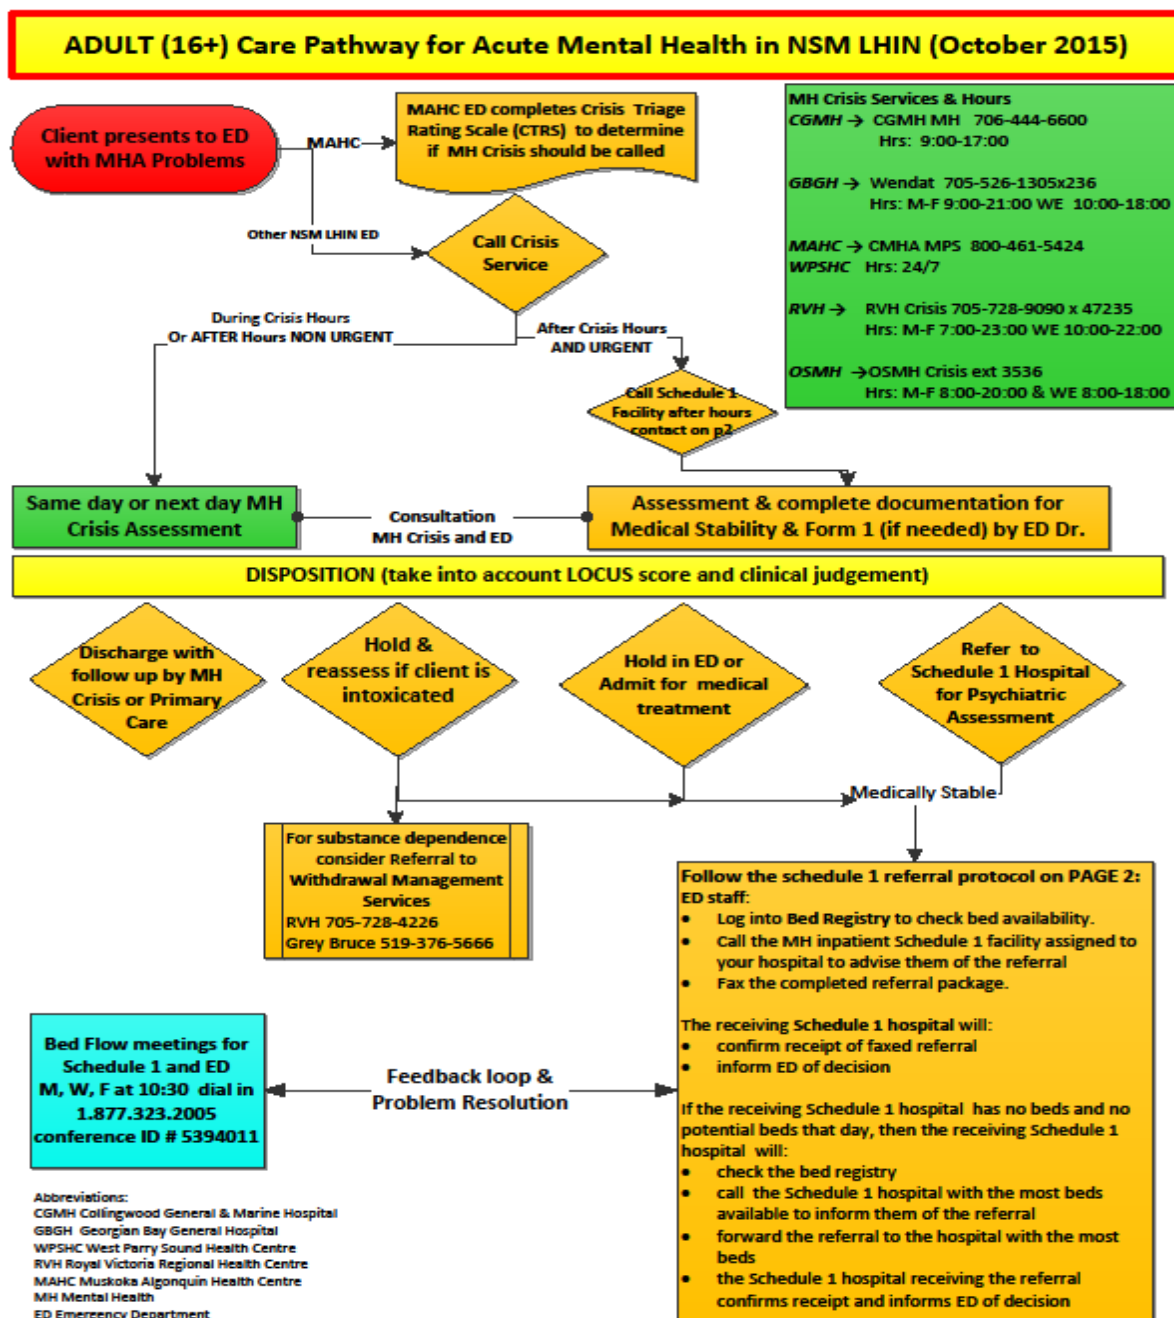 ADULT (16+) Care Pathway for Acute Mental Health in NSM LHIN (October 2015)
Client presents to ED
with MHA Problems
MAHC
MAHC ED completes Crisis Triage
Rating Scale (CTRS) to determine
if MH Crisis should be called
MH Crisis Services & Hours
CGMH → CGMH MH 706-444-6600
Hrs: 9:00-17:00
GBGH → Wendat 705-526-1305x236
Hrs: M-F 9:00-21:00 WE 10:00-18:00
MAHC → CMHA MPS 800-461-5424
WPSHC Hrs: 24/7
RVH → RVH Crisis 705-728-9090 x 47235
Hrs: M-F 7:00-23:00 WE 10:00-22:00
OSMH → OSMH Crisis ext 3536
Hrs: M-F 8:00-20:00 & WE 8:00-18:00
Other NSM LHIN ED
Call Crisis
Service
During Crisis Hours
Or AFTER Hours NON URGENT
After Crisis Hours
AND URGENT
Call Schedule 1
Facility after hours
contact on p2
Same day or next day MH
Crisis Assessment
Consultation
MH Crisis and ED
Assessment & complete documentation for
Medical Stability & Form 1 (if needed) by ED Dr.
DISPOSITION (take into account LOCUS score and clinical judgement)
Discharge with
follow up by MH
Crisis or Primary
Care
Hold &
reassess if client is
intoxicated
Hold in ED or
Admit for medical
treatment
Refer to
Schedule 1 Hospital
for Psychiatric
Assessment
Medically Stable
For substance dependence
consider Referral to
Withdrawal Management
Services
RVH 705-728-4226
Grey Bruce 519-376-5666
Follow the schedule 1 referral protocol on PAGE 2:
ED staff:
• Log into Bed Registry to check bed availability.
• Call the MH inpatient Schedule 1 facility assigned to
your hospital to advise them of the referral
• Fax the completed referral package.
The receiving Schedule 1 hospital will:
• confirm receipt of faxed referral
• inform ED of decision
If the receiving Schedule 1 hospital has no beds and no
potential beds that day, then the receiving Schedule 1
hospital will:
• check the bed registry
• call the Schedule 1 hospital with the most beds
available to inform them of the referral
• forward the referral to the hospital with the most
beds
• the Schedule 1 hospital receiving the referral
confirms receipt and informs ED of decision
Bed Flow meetings for
Schedule 1 and ED
M, W, F at 10:30 dial in
1.877.323.2005
conference ID # 5394011
Feedback loop &
Problem Resolution
Abbreviations:
CGMH Collingwood General & Marine Hospital
GBGH Georgian Bay General Hospital
WPSHC West Parry Sound Health Centre
RVH Royal Victoria Regional Health Centre
MAHC Muskoka Algonquin Health Centre
MH Mental Health
ED Emergency Department